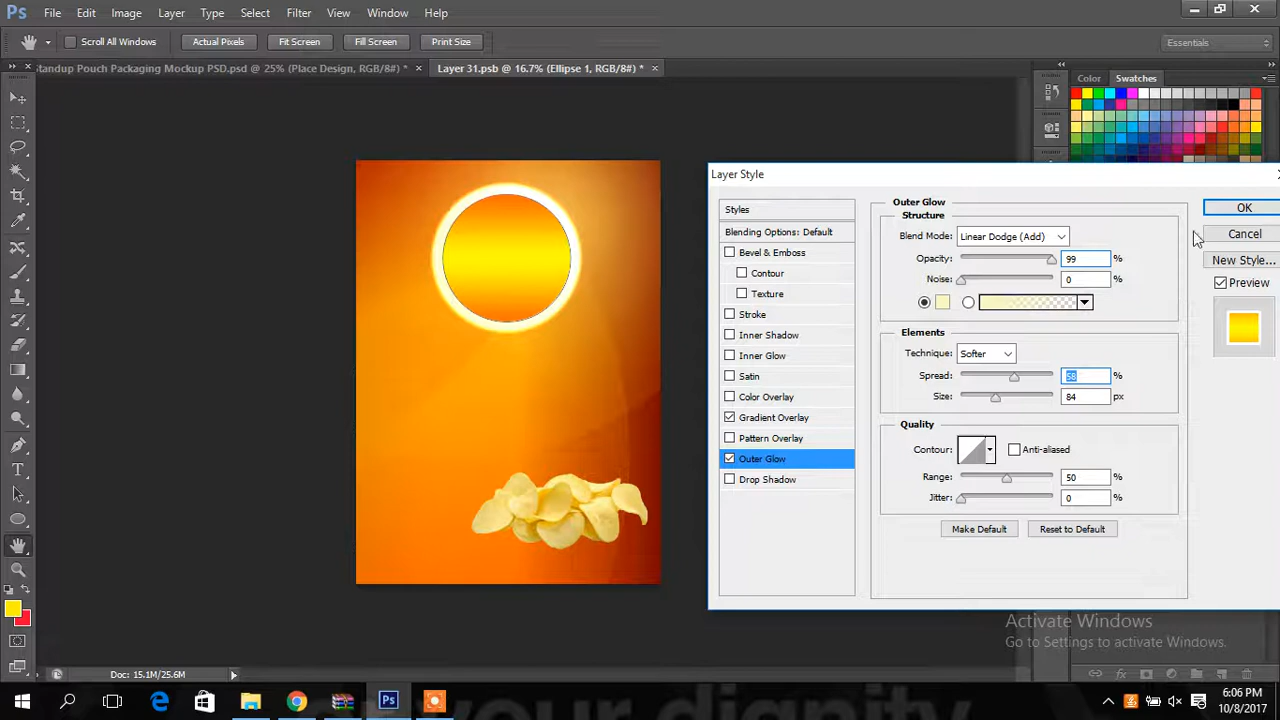 Ps File Edit Image Layer Type Select Filter View Window Help
Scroll All Windows Actual Pixels Fit Screen Fill Screen Print Size Essentials
Standup Pouch Packaging Mockup PSD.psd @ 25% (Place Design, RGB/8#) * × Layer 31.psb @ 16.7% (Ellipse 1, RGB/8#) * ×
Color Swatches
Layer Style
Styles
Blending Options: Default
Bevel & Emboss
Contour
Texture
Stroke
Inner Shadow
Inner Glow
Satin
Color Overlay
Gradient Overlay
Pattern Overlay
Outer Glow
Drop Shadow
Outer Glow
Structure
Blend Mode: Linear Dodge (Add)
Opacity: 99 %
Noise: 0 %
Elements
Technique: Softer
Spread: 58 %
Size: 84 px
Quality
Contour: Anti-aliased
Range: 50 %
Jitter: 0 %
Make Default Reset to Default
OK
Cancel
New Style...
Preview
Activate Windows
Go to Settings to activate Windows.
Doc: 15.1M/25.6M
your dignity
6:06 PM
10/8/2017